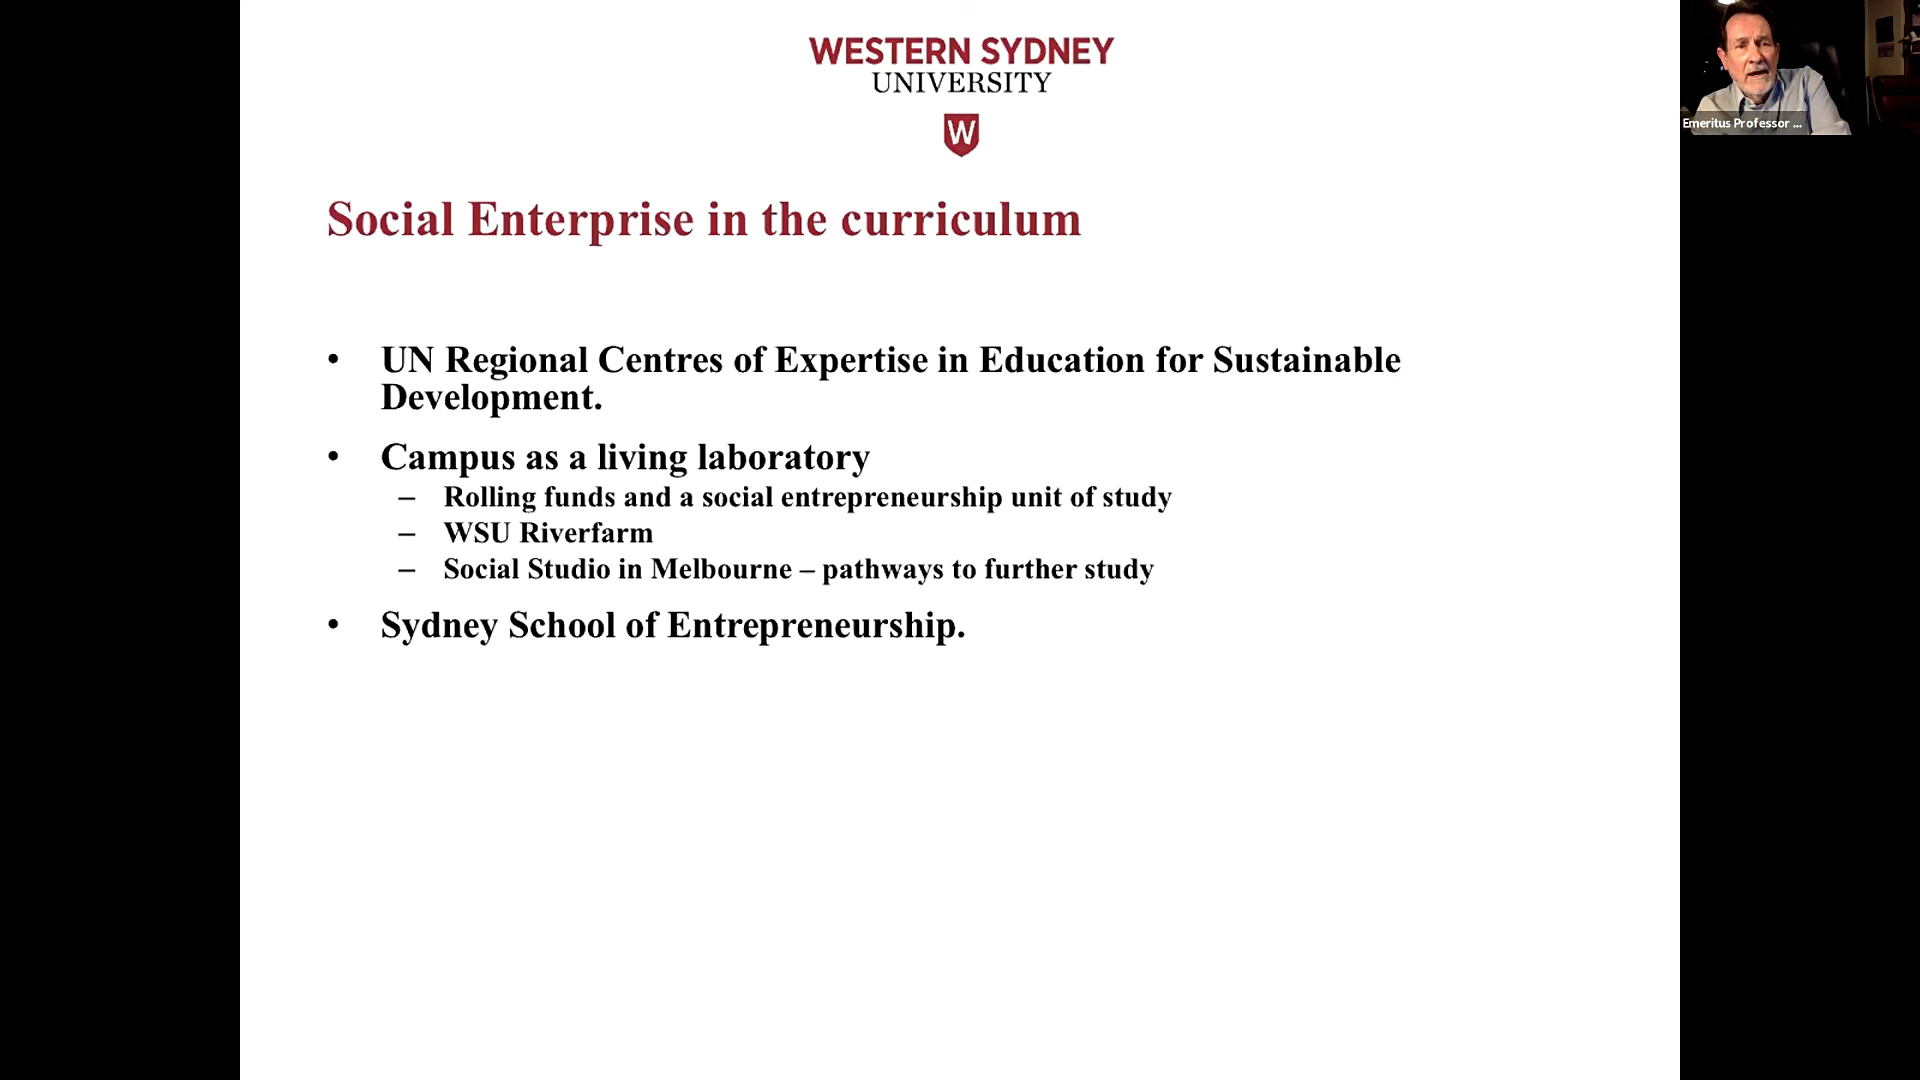 WESTERN SYDNEY
UNIVERSITY
W
Emeritus Professor ...
Social Enterprise in the curriculum
• UN Regional Centres of Expertise in Education for Sustainable
Development.
• Campus as a living laboratory
– Rolling funds and a social entrepreneurship unit of study
– WSU Riverfarm
– Social Studio in Melbourne – pathways to further study
• Sydney School of Entrepreneurship.